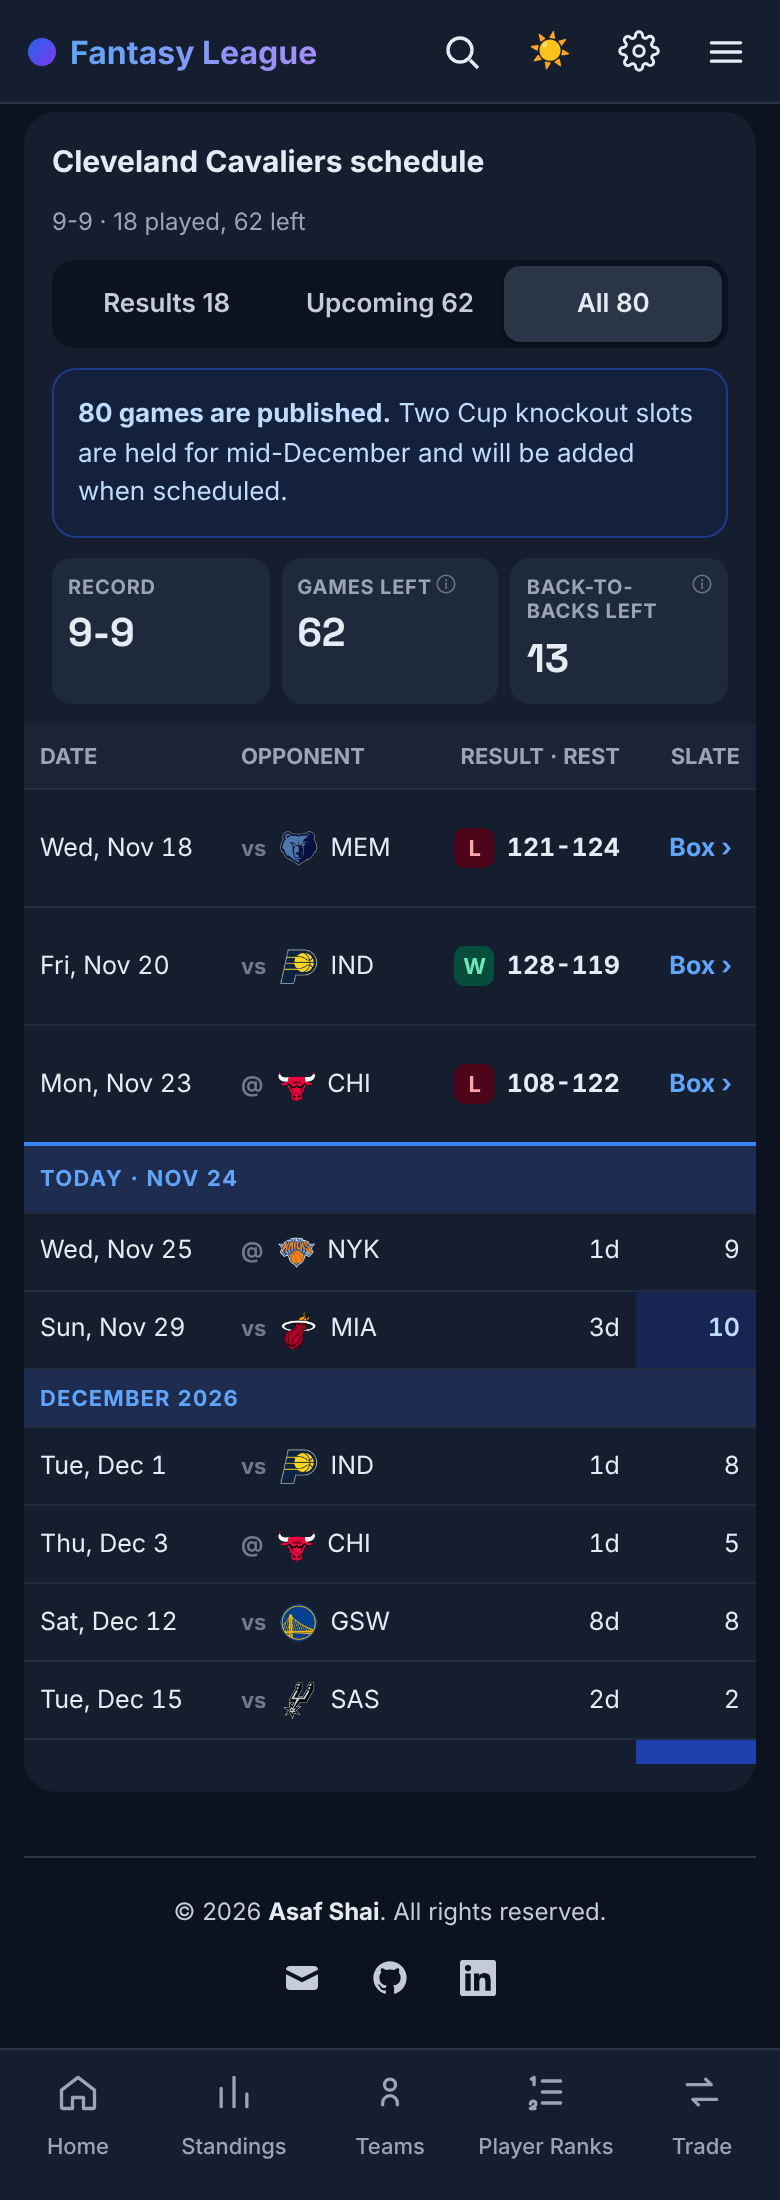 Fantasy League
Cleveland Cavaliers schedule
9-9 · 18 played, 62 left
Results 18 Upcoming 62 All 80
80 games are published. Two Cup knockout slots
are held for mid-December and will be added
when scheduled.
RECORD
9-9
GAMES LEFT
62
BACK-TO-
BACKS LEFT
13
DATE OPPONENT RESULT · REST SLATE
Wed, Nov 18 vs MEM L 121-124 Box ›
Fri, Nov 20 vs IND W 128-119 Box ›
Mon, Nov 23 @ CHI L 108-122 Box ›
TODAY · NOV 24
Wed, Nov 25 @ NYK 1d 9
Sun, Nov 29 vs MIA 3d 10
DECEMBER 2026
Tue, Dec 1 vs IND 1d 8
Thu, Dec 3 @ CHI 1d 5
Sat, Dec 12 vs GSW 8d 8
Tue, Dec 15 vs SAS 2d 2
© 2026 Asaf Shai. All rights reserved.
Home Standings Teams Player Ranks Trade